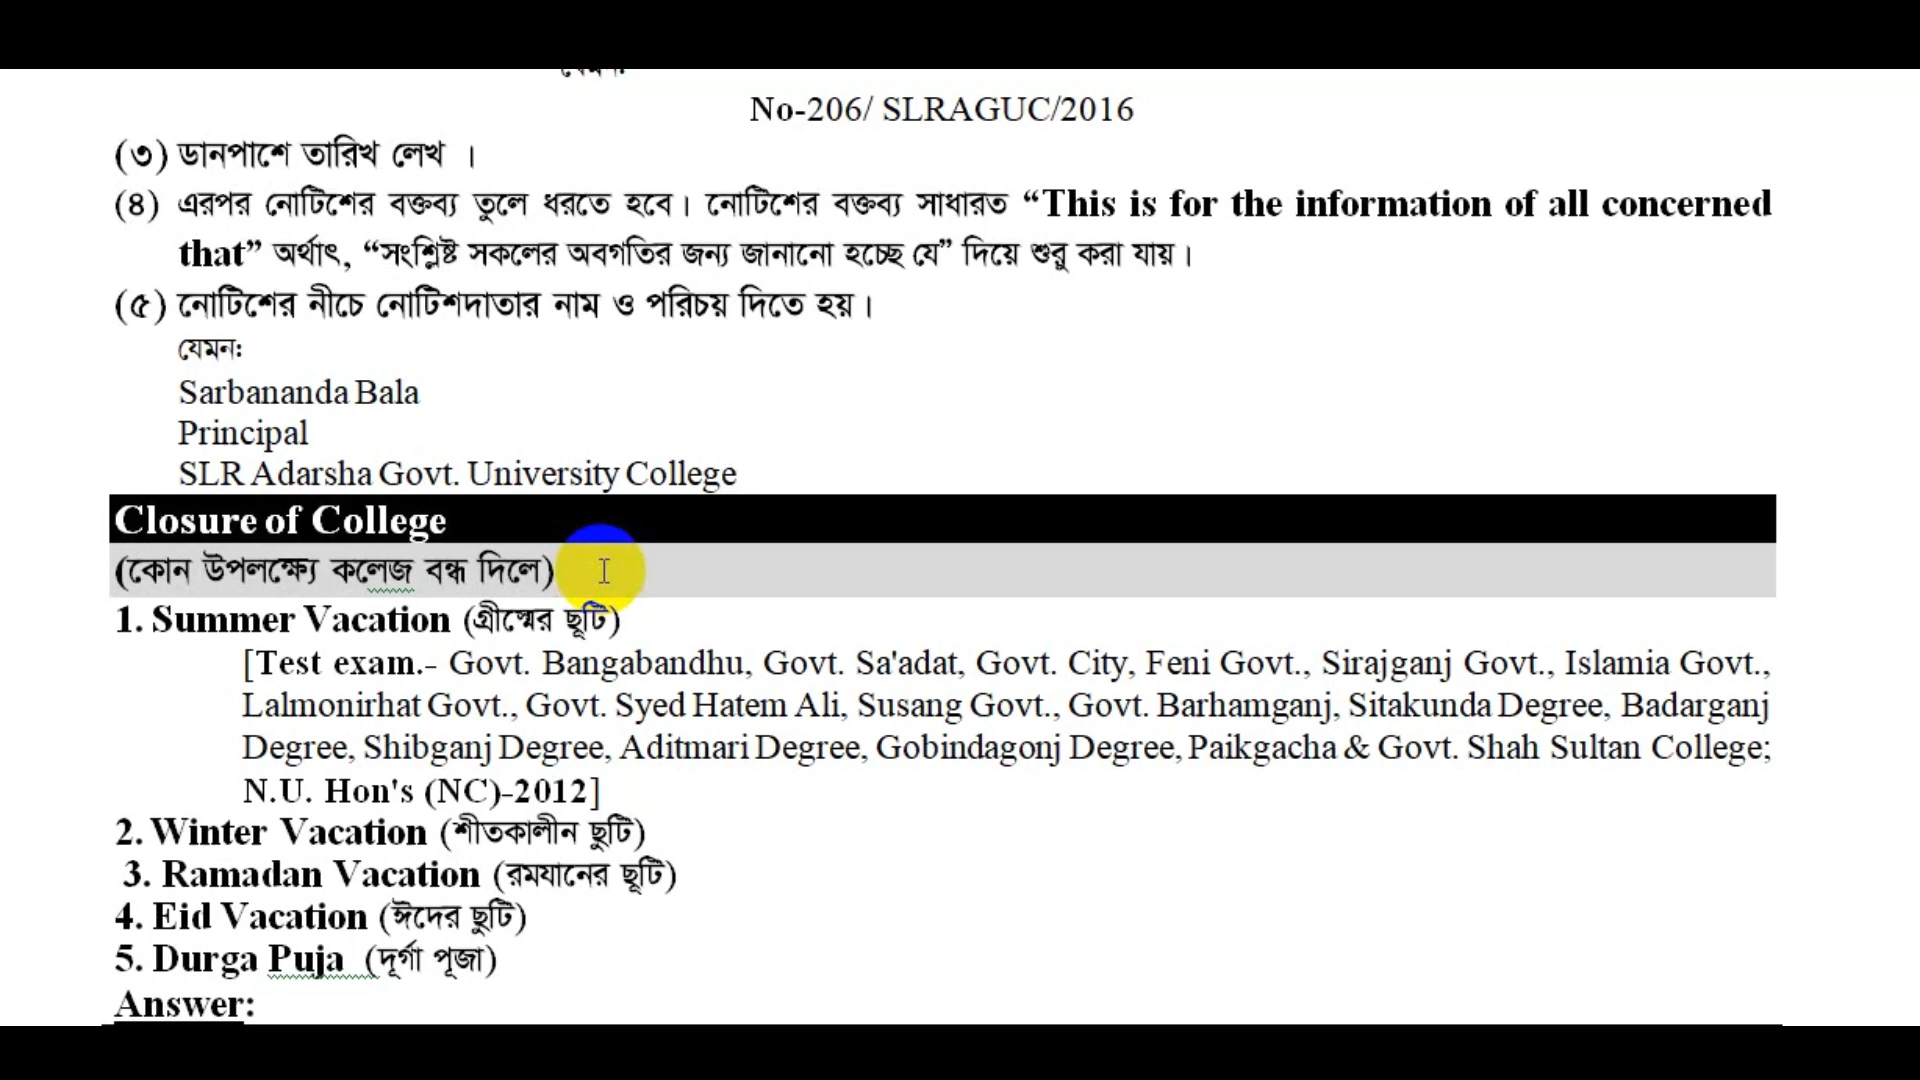 No-206/ SLRAGUC/2016
(৩) ডানপাশে তারিখ লেখ ।
(৪) এরপর নোটিশের বক্তব্য তুলে ধরতে হবে। নোটিশের বক্তব্য সাধারত “This is for the information of all concerned
that” অর্থাৎ, “সংশ্লিষ্ট সকলের অবগতির জন্য জানানো হচ্ছে যে” দিয়ে শুরু করা যায়।
(৫) নোটিশের নীচে নোটিশদাতার নাম ও পরিচয় দিতে হয়।
যেমন:
Sarbananda Bala
Principal
SLR Adarsha Govt. University College
Closure of College
(কোন উপলক্ষ্যে কলেজ বন্ধ দিলে)
1. Summer Vacation (গ্রীষ্মের ছূটি)
[Test exam.- Govt. Bangabandhu, Govt. Sa'adat, Govt. City, Feni Govt., Sirajganj Govt., Islamia Govt.,
Lalmonirhat Govt., Govt. Syed Hatem Ali, Susang Govt., Govt. Barhamganj, Sitakunda Degree, Badarganj
Degree, Shibganj Degree, Aditmari Degree, Gobindagonj Degree, Paikgacha & Govt. Shah Sultan College;
N.U. Hon's (NC)-2012]
2. Winter Vacation (শীতকালীন ছুটি)
3. Ramadan Vacation (রমযানের ছূটি)
4. Eid Vacation (ঈদের ছুটি)
5. Durga Puja (দূর্গা পূজা)
Answer: